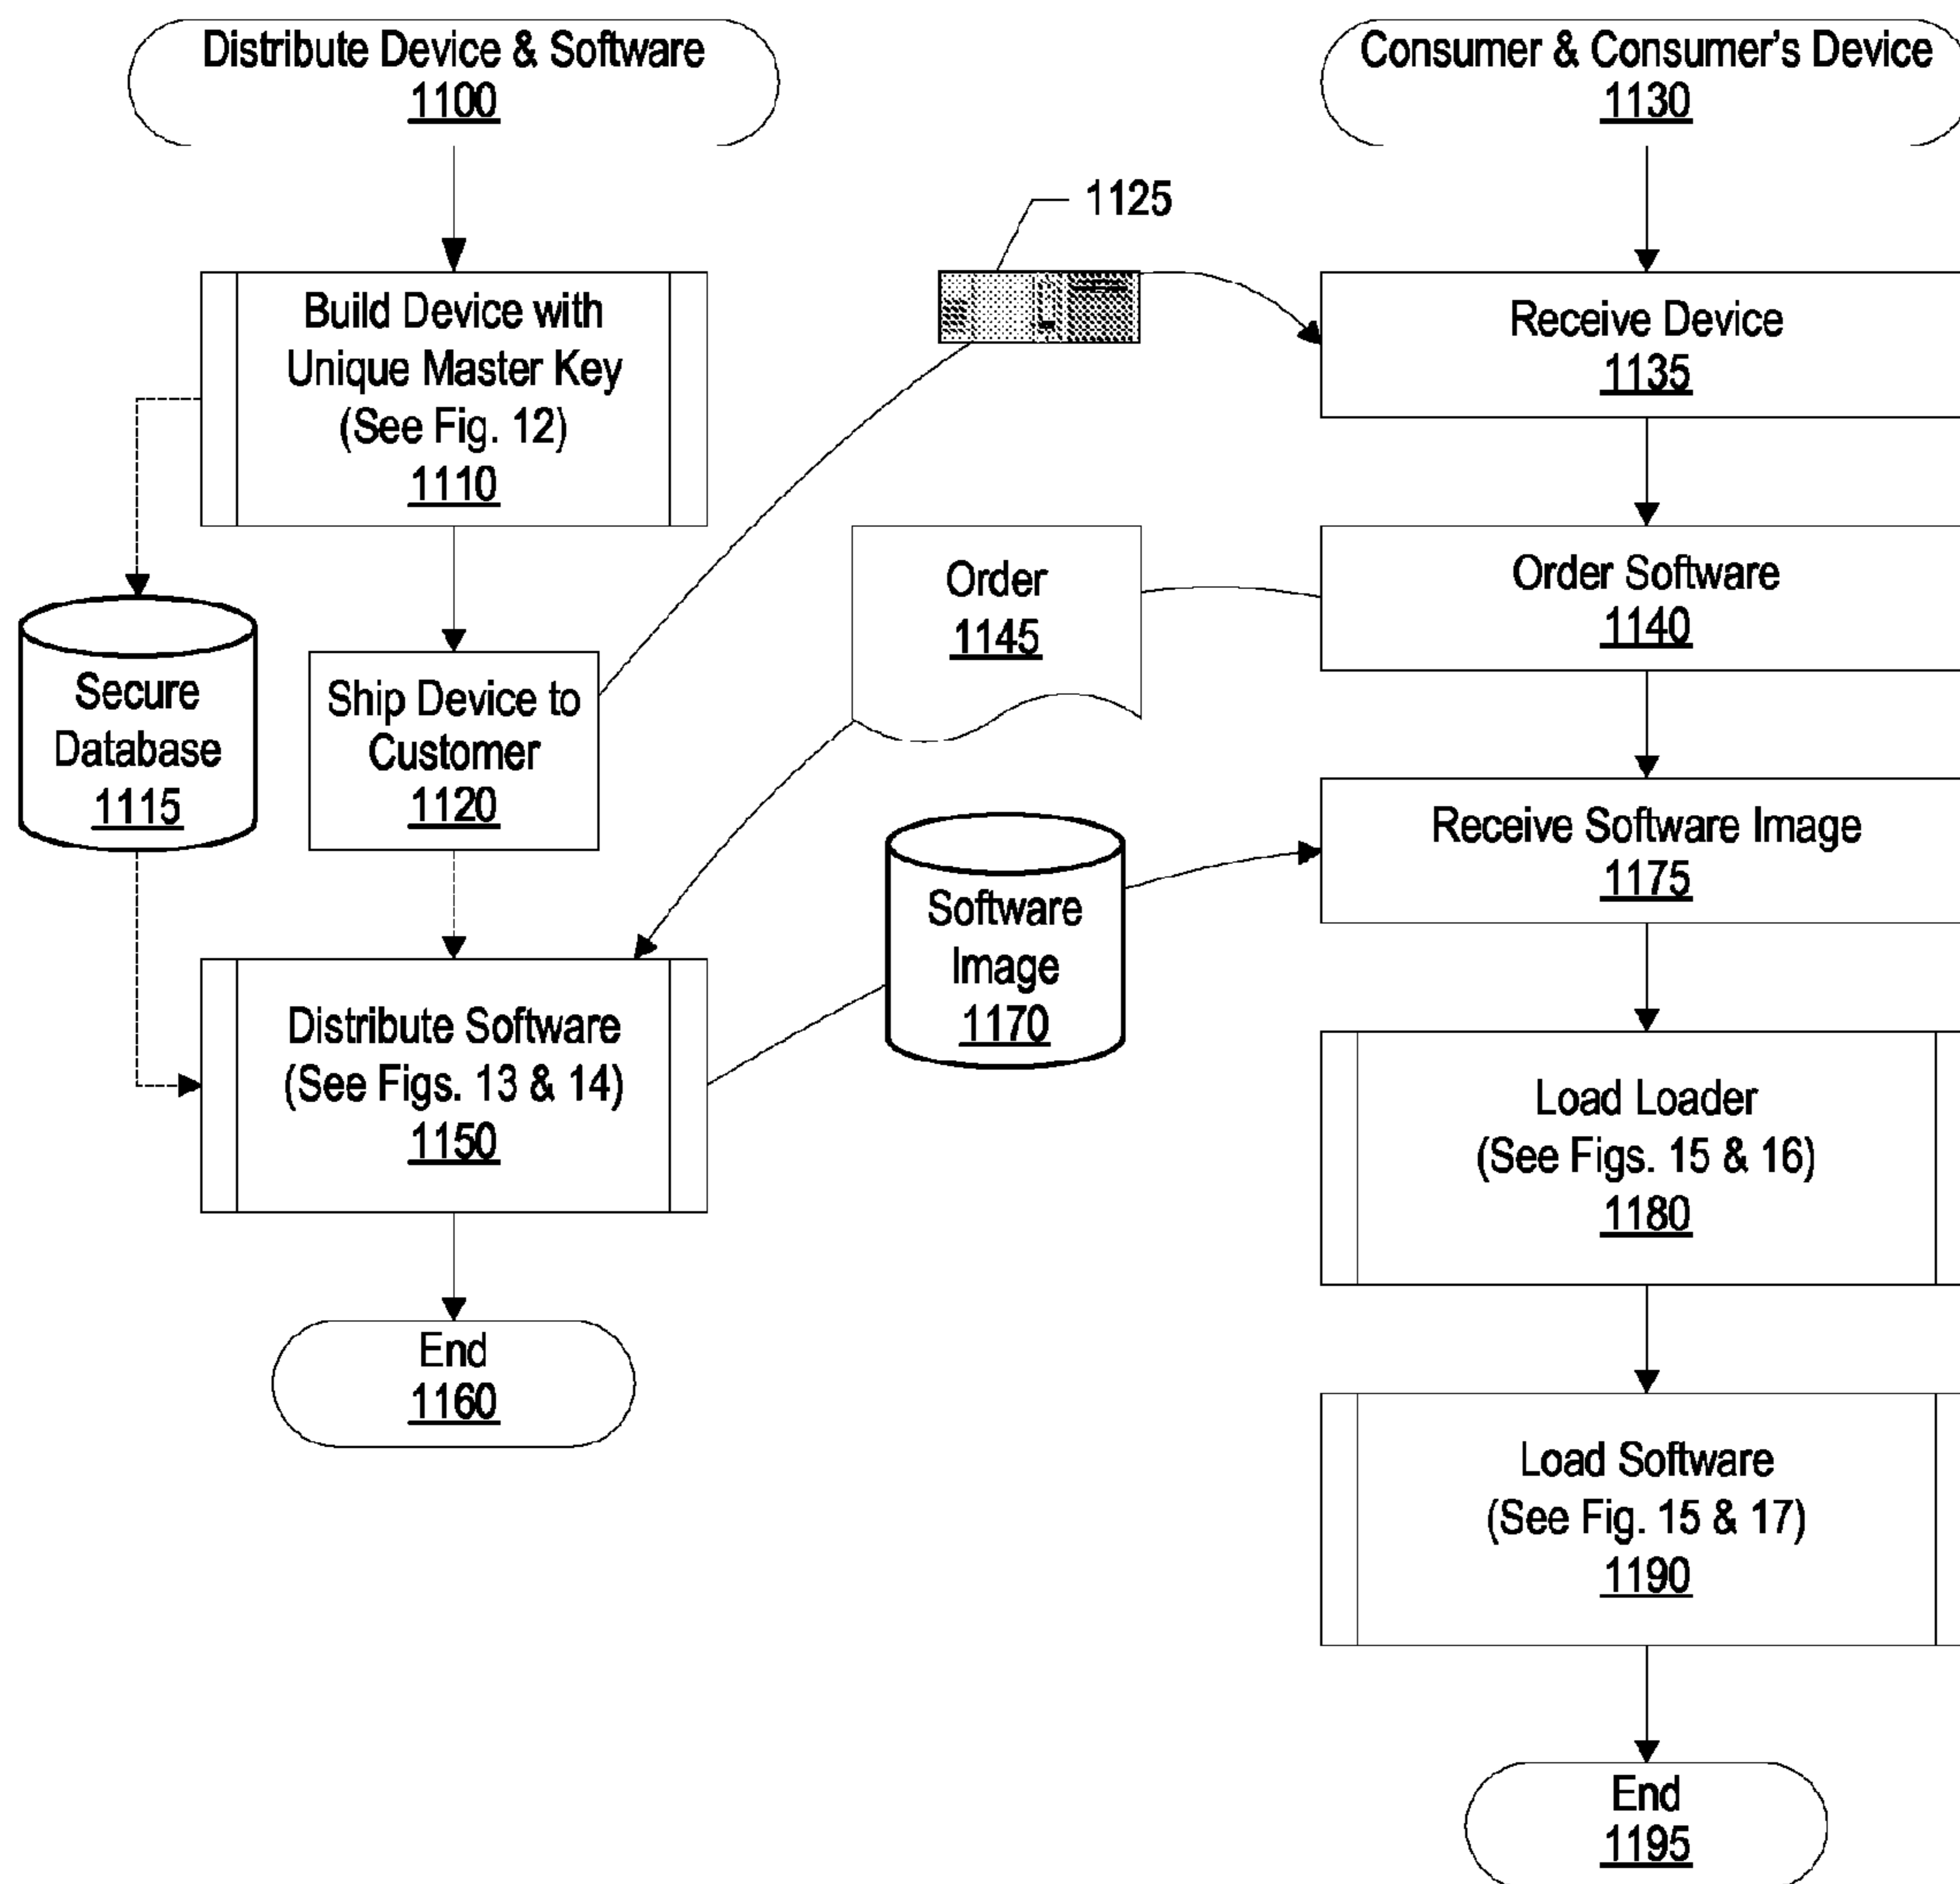 Distribute Device & Software
1100
Build Device with
Unique Master Key
(See Fig. 12)
1110
Secure
Database
1115
Ship Device to
Customer
1120
Distribute Software
(See Figs. 13 & 14)
1150
End
1160
1125
Order
1145
Software
Image
1170
Consumer & Consumer's Device
1130
Receive Device
1135
Order Software
1140
Receive Software Image
1175
Load Loader
(See Figs. 15 & 16)
1180
Load Software
(See Fig. 15 & 17)
1190
End
1195